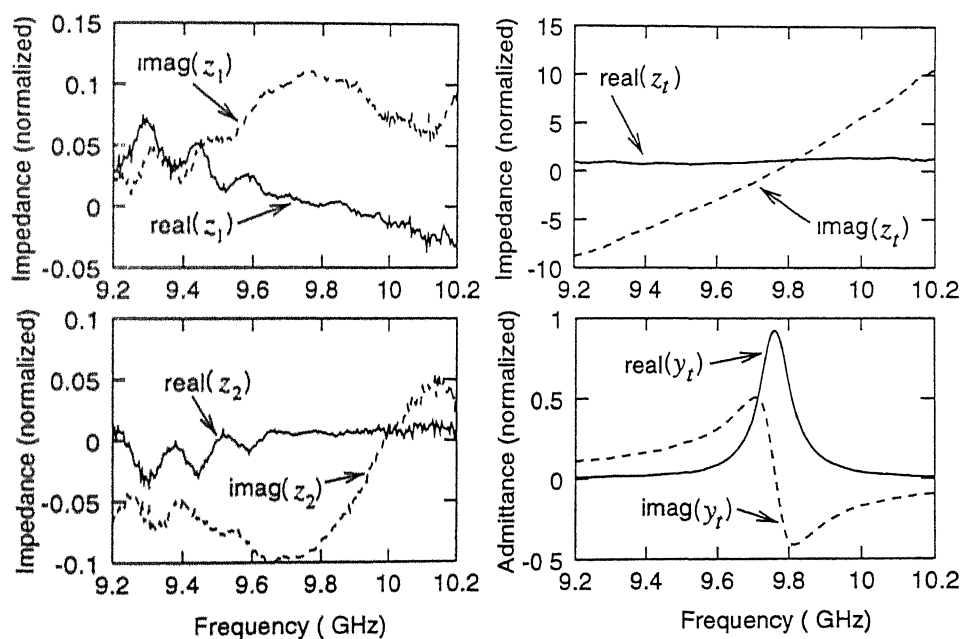 Impedance (normalized)
0.15
0.1
0.05
0
-0.05
imag(z1)
real(z1)
9.2 9.4 9.6 9.8 10 10.2
Impedance (normalized)
15
10
5
0
-5
-10
real(zt)
imag(zt)
9.2 9.4 9.6 9.8 10 10.2
Impedance (normalized)
0.1
0.05
0
-0.05
-0.1
real(z2)
imag(z2)
9.2 9.4 9.6 9.8 10 10.2
Frequency ( GHz)
Admittance (normalized)
1
0.5
0
-0 5
real(yt)
imag(yt)
9.2 9.4 9.6 9.8 10 10.2
Frequency (GHz)